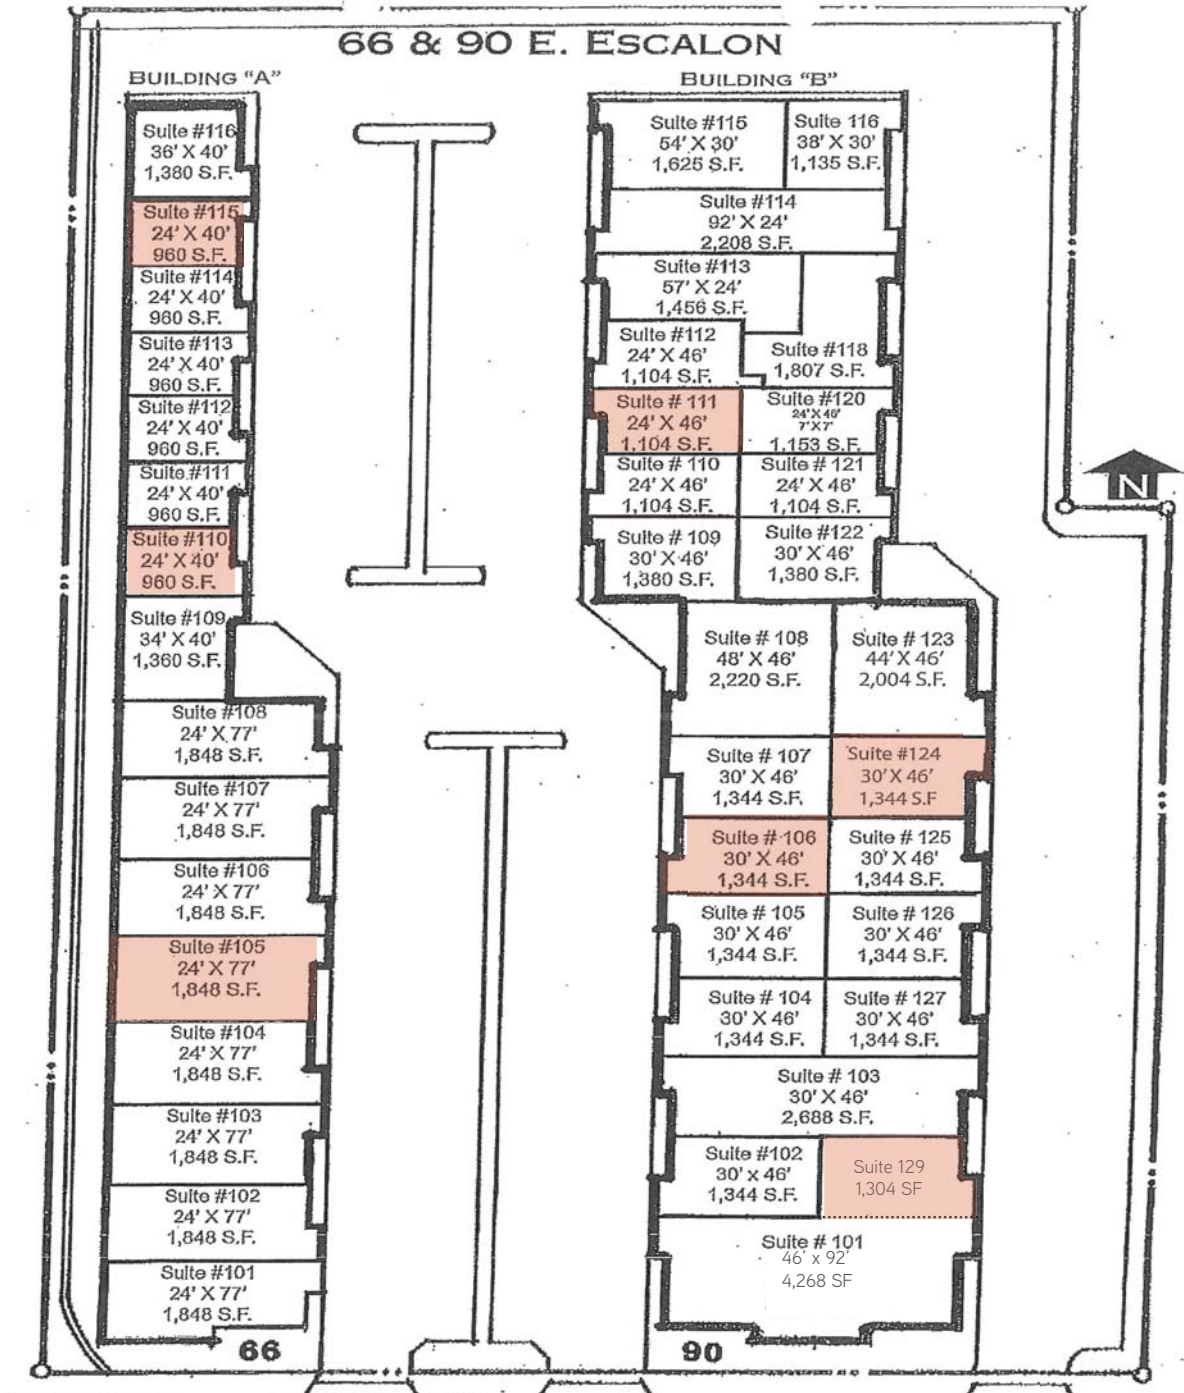 66 & 90 E. ESCALON
BUILDING “A”
Suite #116
36' X 40'
1,380 S.F.
Suite #115
24' X 40'
960 S.F.
Suite #114
24' X 40'
960 S.F.
Suite #113
24' X 40'
960 S.F.
Suite #112
24' X 40'
960 S.F.
Suite #111
24' X 40'
960 S.F.
Suite #110
24' X 40'
960 S.F.
Suite #109
34' X 40'
1,360 S.F.
Suite #108
24' X 77'
1,848 S.F.
Suite #107
24' X 77'
1,848 S.F.
Suite #106
24' X 77'
1,848 S.F.
Suite #105
24' X 77'
1,848 S.F.
Suite #104
24' X 77'
1,848 S.F.
Suite #103
24' X 77'
1,848 S.F.
Suite #102
24' X 77'
1,848 S.F.
Suite #101
24' X 77'
1,848 S.F.
66
BUILDING “B”
Suite #115
54' X 30'
1,625 S.F.
Suite 116
38' X 30'
1,135 S.F.
Suite #114
92' X 24'
2,208 S.F.
Suite #113
57' X 24'
1,456 S.F.
Suite #112
24' X 46'
1,104 S.F.
Suite #118
1,807 S.F.
Suite # 111
24' X 46'
1,104 S.F.
Suite #120
24' X 46'
7' X 7'
1,153 S.F.
Suite # 110
24' X 46'
1,104 S.F.
Suite # 121
24' X 46'
1,104 S.F.
Suite # 109
30' X 46'
1,380 S.F.
Suite #122
30' X 46'
1,380 S.F.
Suite # 108
48' X 46'
2,220 S.F.
Suite # 123
44' X 46'
2,004 S.F.
Suite # 107
30' X 46'
1,344 S.F.
Suite #124
30' X 46'
1,344 S.F
Suite # 106
30' X 46'
1,344 S.F.
Suite # 125
30' X 46'
1,344 S.F.
Suite # 105
30' X 46'
1,344 S.F.
Suite # 126
30' X 46'
1,344 S.F.
Suite # 104
30' X 46'
1,344 S.F.
Suite # 127
30' X 46'
1,344 S.F.
Suite # 103
30' X 46'
2,688 S.F.
Suite #102
30' x 46'
1,344 S.F.
Suite 129
1,304 SF
Suite # 101
46' x 92'
4,268 SF
90
N